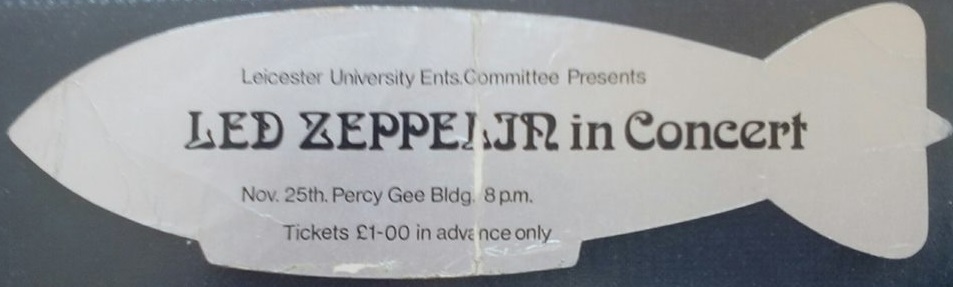 Leicester University Ents.Committee Presents
LED ZEPPELIN in Concert
Nov. 25th. Percy Gee Bldg. 8 p.m.
Tickets £1-00 in advance only